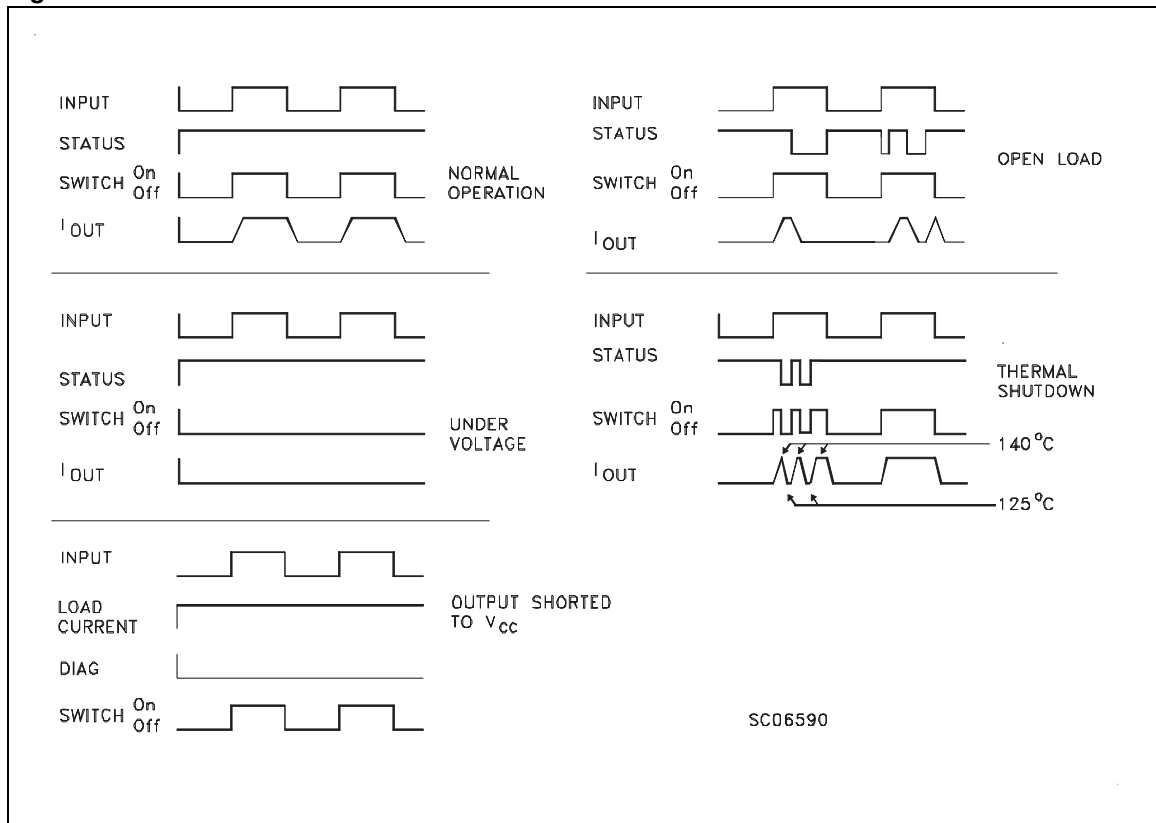 INPUT
STATUS
SWITCH On Off
I OUT
NORMAL
OPERATION
INPUT
STATUS
SWITCH On Off
I OUT
OPEN LOAD
INPUT
STATUS
SWITCH On Off
I OUT
UNDER
VOLTAGE
INPUT
STATUS
SWITCH On Off
I OUT
THERMAL
SHUTDOWN
140°C
125°C
INPUT
LOAD
CURRENT
DIAG
SWITCH On Off
OUTPUT SHORTED
TO VCC
SC06590